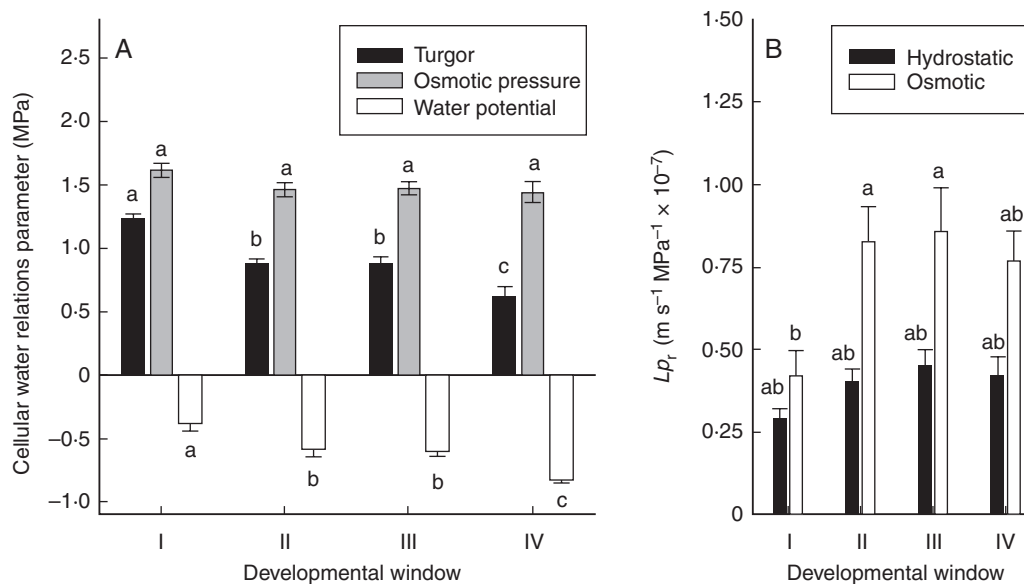 A
Turgor
Osmotic pressure
Water potential
Cellular water relations parameter (MPa)
2·5
2·0
1·5
1·0
0·5
0
–0·5
–1·0
a
a
a
b
a
b
b
a
b
c
a
c
I
II
III
IV
Developmental window
B
Hydrostatic
Osmotic
Lpr (m s–1 MPa–1 × 10–7)
1·50
1·25
1·00
0·75
0·50
0·25
0
ab
b
ab
a
ab
a
ab
ab
I
II
III
IV
Developmental window